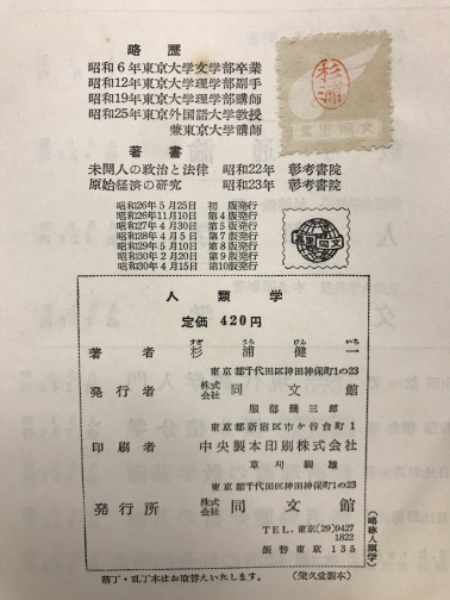 略歴
昭和6年東京大学文学部卒業
昭和12年東京大学理学部副手
昭和19年東京大学理学部講師
昭和25年東京外国語大学教授
兼東京大学講師
杉浦
館文同
著書
未開人の政治と法律 昭和22年 彰考書院
原始経済の研究 昭和23年 彰考書院
昭和26年5月25日 初版発行
昭和26年11月10日 第4版発行
昭和27年4月30日 第5版発行
昭和28年4月5日 第7版発行
昭和29年5月10日 第8版発行
昭和30年2月20日 第9版発行
昭和30年4月15日 第10版発行
人類学
定価 420円
著者 杉浦健一
すぎ うら けん いち
東京都千代田区神田神保町1の23
発行者 株式会社 同文館
服部幾三郎
東京都新宿区市ケ谷台町1
印刷者 中央製本印刷株式会社
草刈
東京都千代田区神田神保町1の23
発行所 株式会社 同文館
TEL.東京(29)9427
1822
振替東京135
(略称人類学)
落丁・乱丁本はお取替えいたします。 (栄久堂製本)